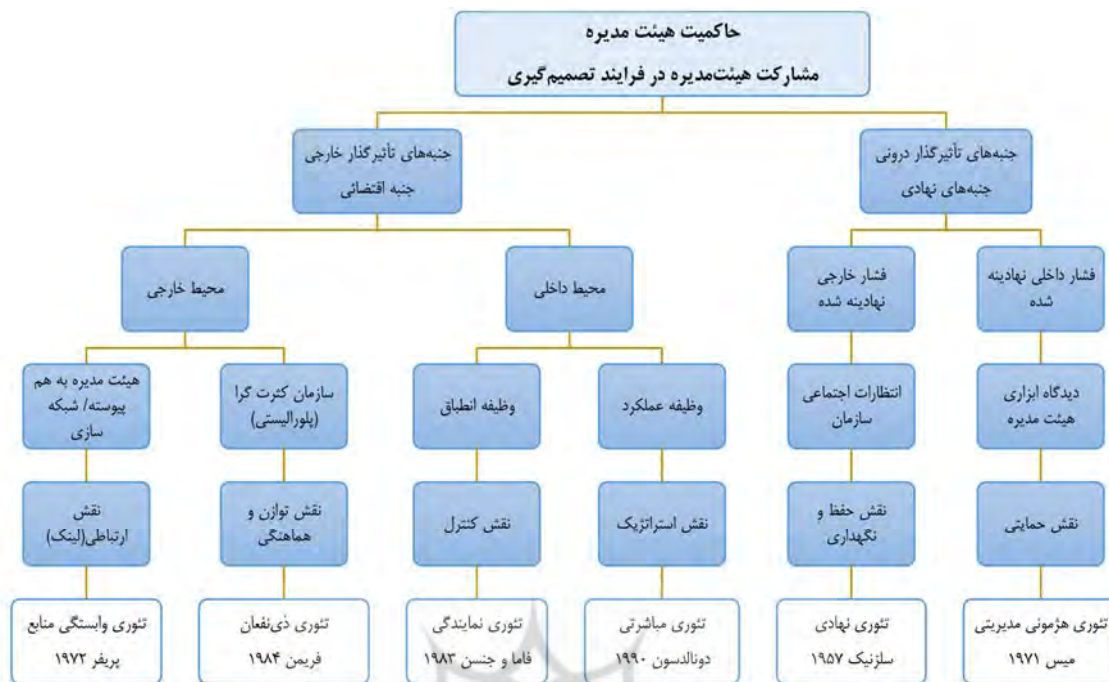 حاکمیت هیئت مدیره
مشارکت هیئت‌مدیره در فرایند تصمیم‌گیری
جنبه‌های تأثیرگذار درونی
جنبه‌های نهادی
جنبه‌های تأثیرگذار خارجی
جنبه اقتضائی
فشار داخلی نهادینه
شده
فشار خارجی
نهادینه شده
محیط داخلی
محیط خارجی
دیدگاه ابزاری
هیئت مدیره
انتظارات اجتماعی
سازمان
وظیفه عملکرد
وظیفه انطباق
سازمان کثرت گرا
(پلورالیستی)
هیئت مدیره به هم
پیوسته/ شبکه
سازی
نقش حمایتی
نقش حفظ و
نگهداری
نقش استراتژیک
نقش کنترل
نقش توازن و
هماهنگی
نقش
ارتباطی(لینک)
تئوری هژمونی مدیریتی
میس ۱۹۷۱
تئوری نهادی
سلزنیک ۱۹۵۷
تئوری مباشرتی
دونالدسون ۱۹۹۰
تئوری نمایندگی
فاما و جنسن ۱۹۸۳
تئوری ذی‌نفعان
فریمن ۱۹۸۴
تئوری وابستگی منابع
پریفر ۱۹۷۲